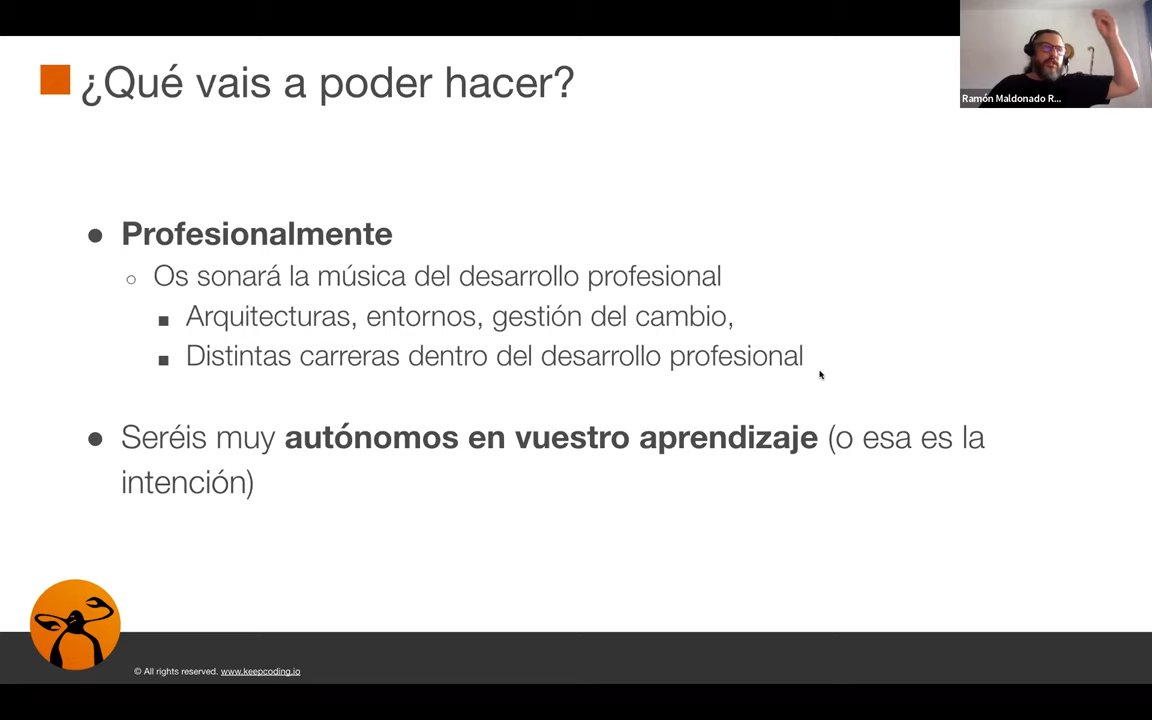 ¿Qué vais a poder hacer?
Ramón Maldonado R...
● Profesionalmente
○ Os sonará la música del desarrollo profesional
■ Arquitecturas, entornos, gestión del cambio,
■ Distintas carreras dentro del desarrollo profesional
● Seréis muy autónomos en vuestro aprendizaje (o esa es la
intención)
© All rights reserved. www.keepcoding.io